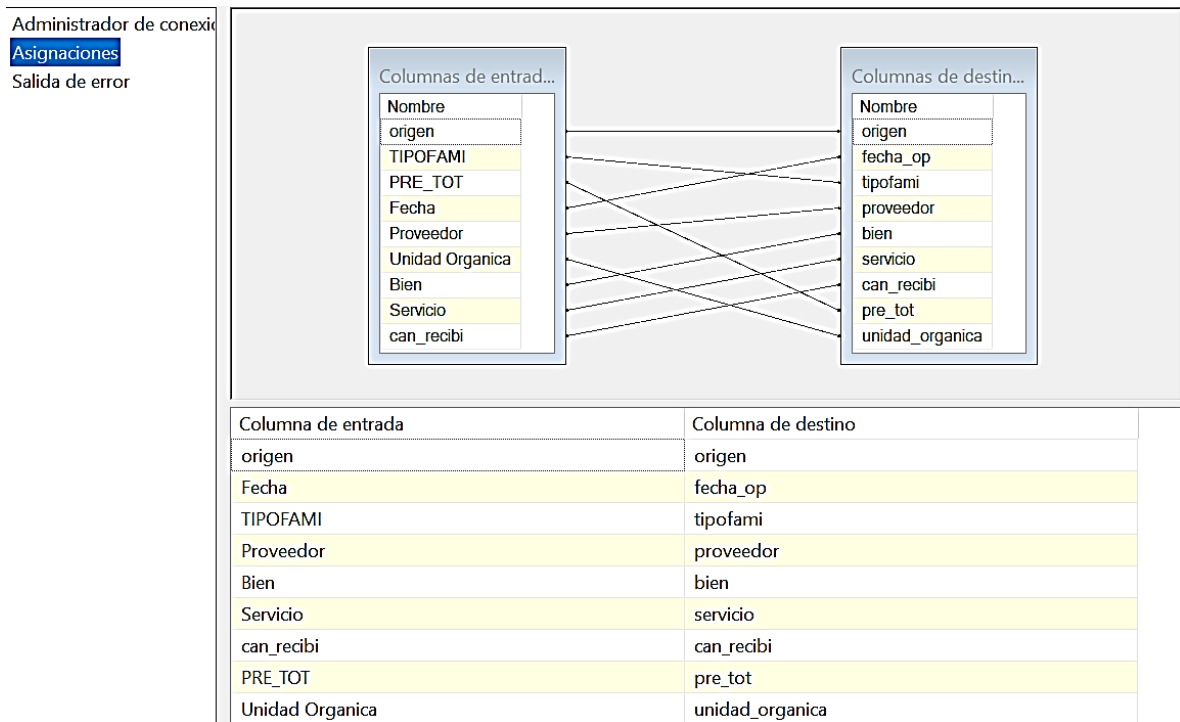 Administrador de conexi
Asignaciones
Salida de error
Columnas de entrad...
Nombre
origen
TIPOFAMI
PRE_TOT
Fecha
Proveedor
Unidad Organica
Bien
Servicio
can_recibi
Columnas de destin...
Nombre
origen
fecha_op
tipofami
proveedor
bien
servicio
can_recibi
pre_tot
unidad_organica
Columna de entrada Columna de destino
origen origen
Fecha fecha_op
TIPOFAMI tipofami
Proveedor proveedor
Bien bien
Servicio servicio
can_recibi can_recibi
PRE_TOT pre_tot
Unidad Organica unidad_organica